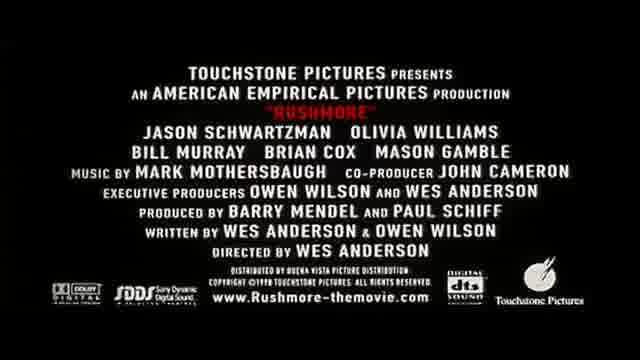 TOUCHSTONE PICTURES PRESENTS
AN AMERICAN EMPIRICAL PICTURES PRODUCTION
"RUSHMORE"
JASON SCHWARTZMAN OLIVIA WILLIAMS
BILL MURRAY BRIAN COX MASON GAMBLE
MUSIC BY MARK MOTHERSBAUGH CO-PRODUCER JOHN CAMERON
EXECUTIVE PRODUCERS OWEN WILSON AND WES ANDERSON
PRODUCED BY BARRY MENDEL AND PAUL SCHIFF
WRITTEN BY WES ANDERSON & OWEN WILSON
DIRECTED BY WES ANDERSON
DISTRIBUTED BY BUENA VISTA PICTURE DISTRIBUTION
COPYRIGHT ©1998 TOUCHSTONE PICTURES. ALL RIGHTS RESERVED.
www.Rushmore-themovie.com
DOLBY
DIGITAL
SDDS Sony Dynamic
Digital Sound
DIGITAL
dts
SOUND
Touchstone Pictures